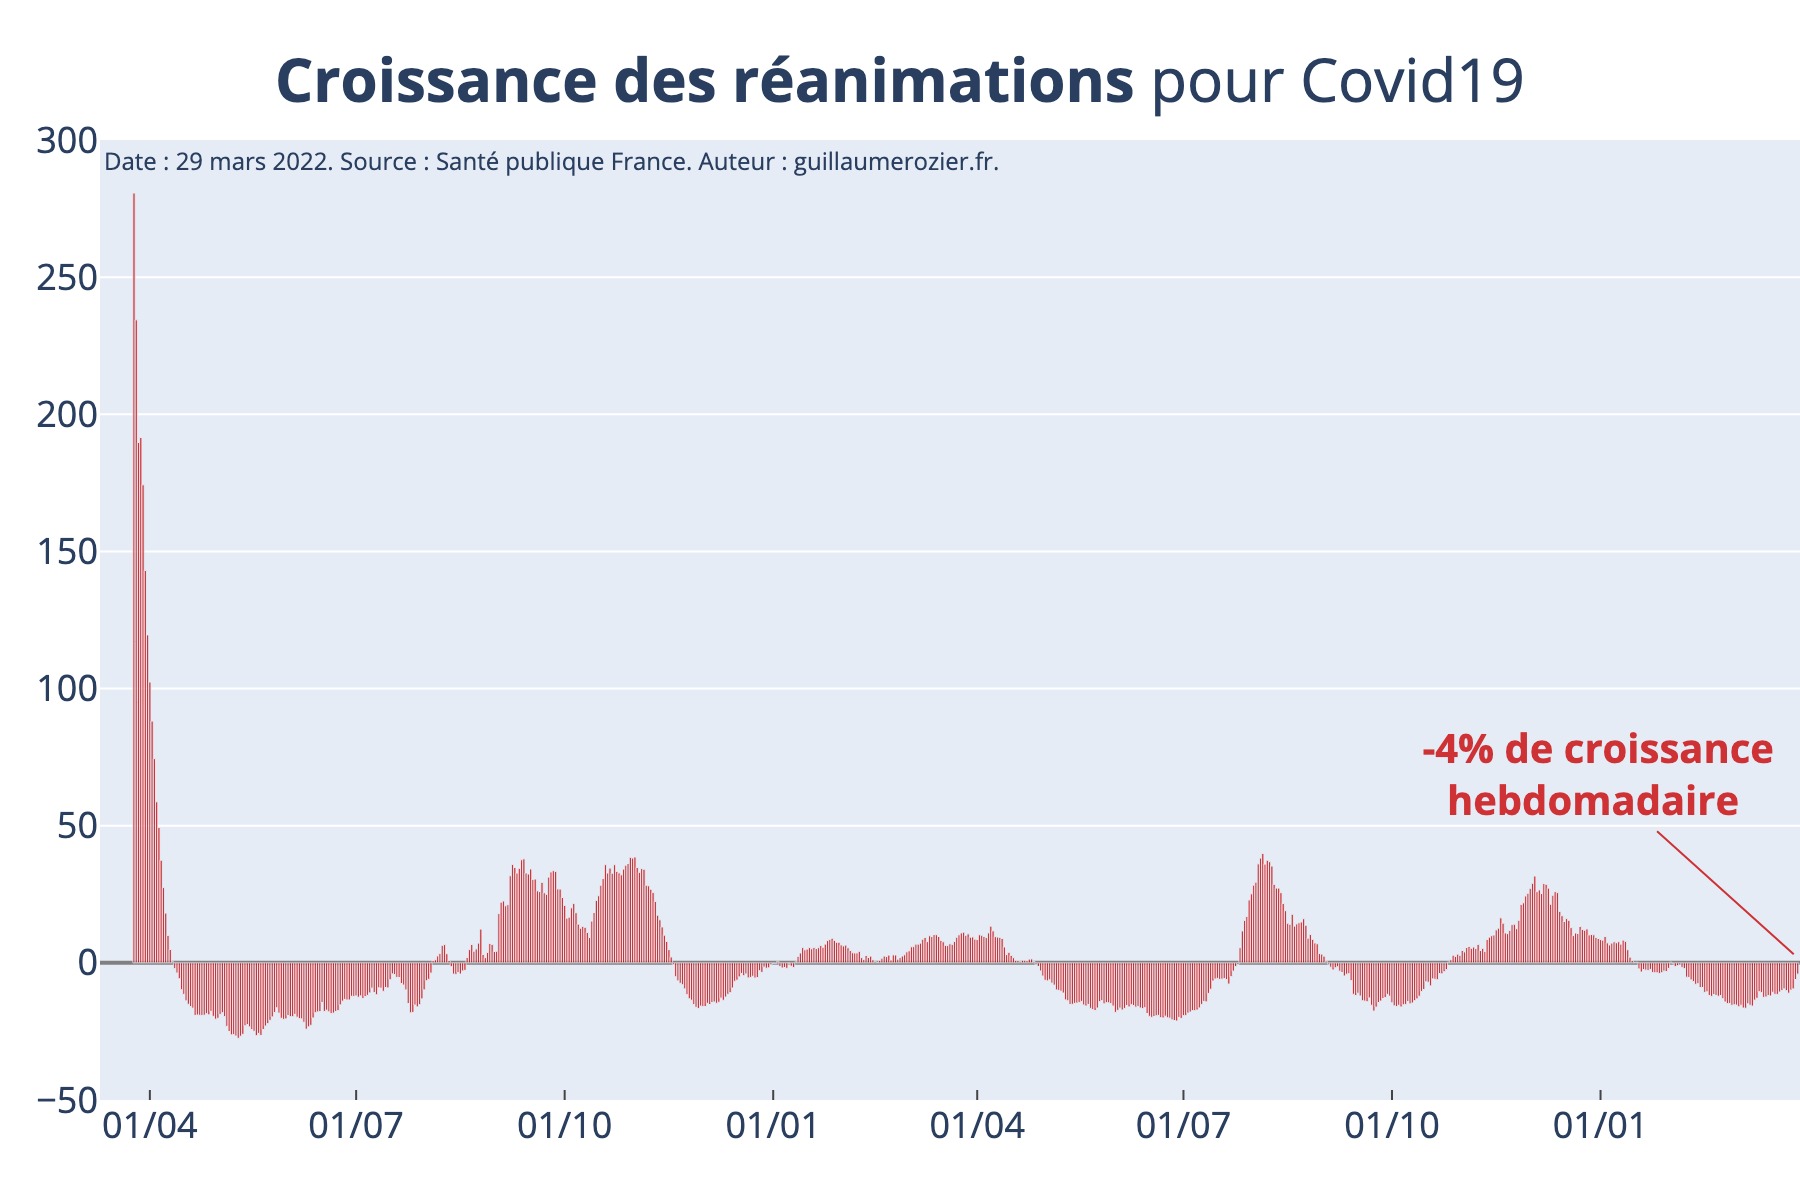 Croissance des réanimations pour Covid19
300
Date : 29 mars 2022. Source : Santé publique France. Auteur : guillaumerozier.fr.
250
200
150
100
-4% de croissance
hebdomadaire
50
0
−50
01/04 01/07 01/10 01/01 01/04 01/07 01/10 01/01